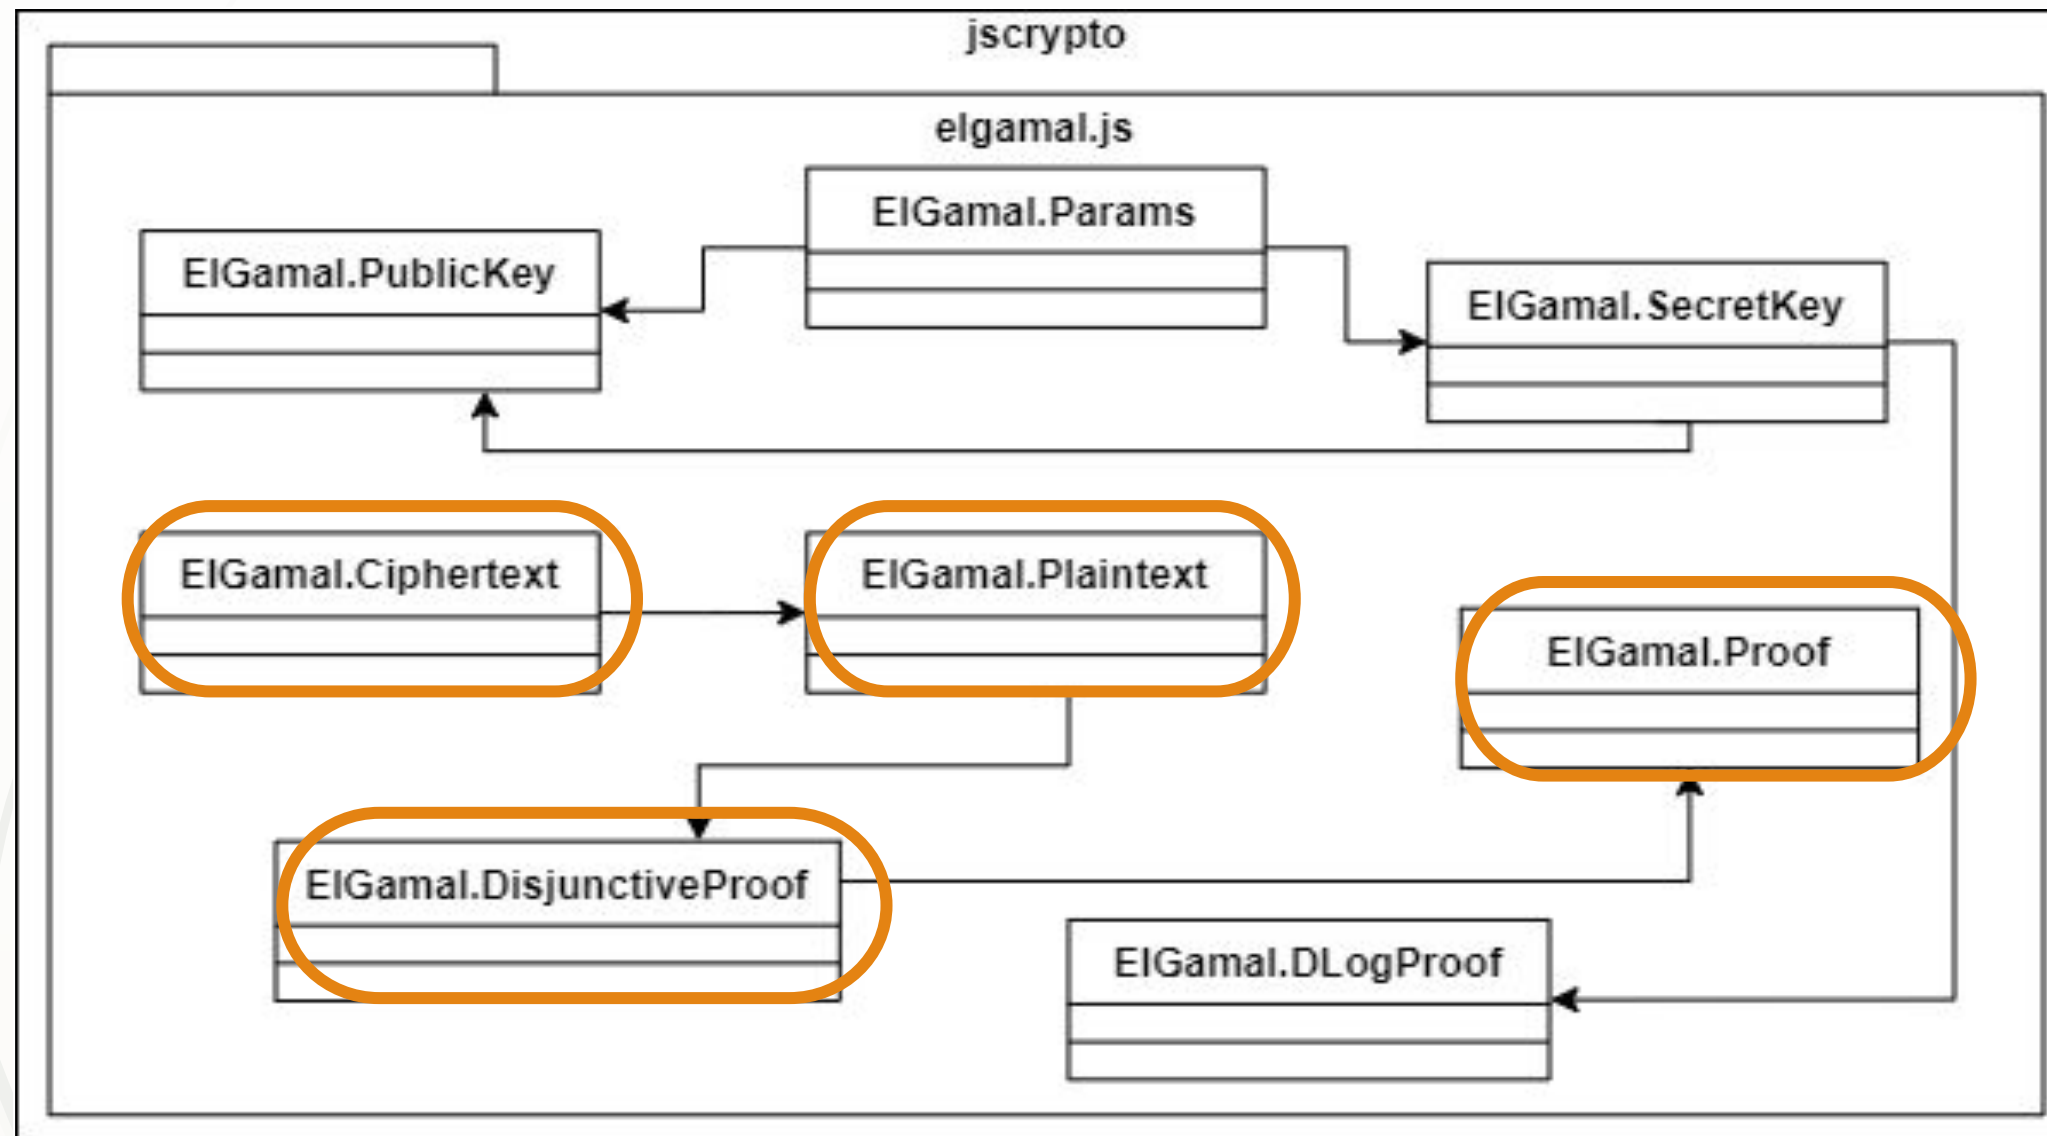 jscrypto
elgamal.js
ElGamal.Params
ElGamal.PublicKey
ElGamal.SecretKey
ElGamal.Ciphertext
ElGamal.Plaintext
ElGamal.Proof
ElGamal.DisjunctiveProof
ElGamal.DLogProof